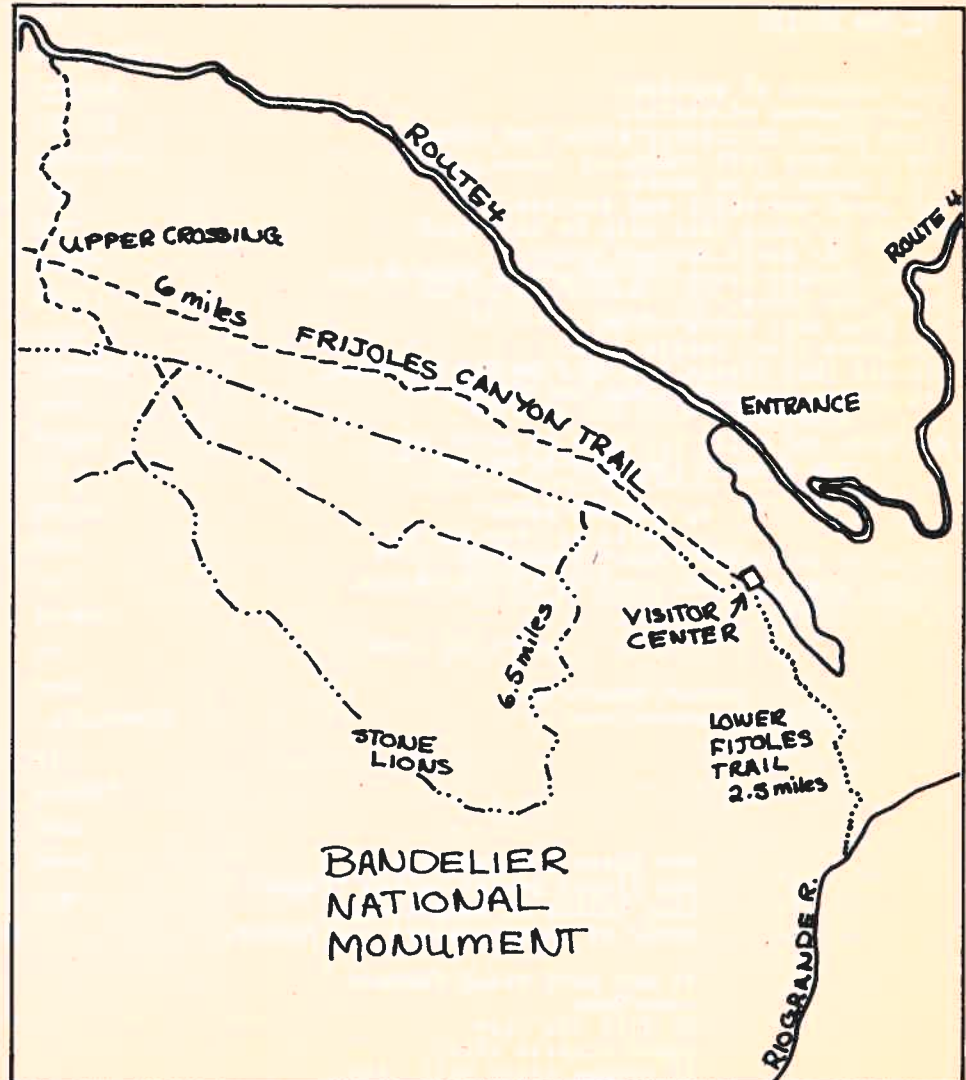 ROUTE 4
ROUTE 4
UPPER CROSSING
6 miles
FRIJOLES CANYON TRAIL
ENTRANCE
VISITOR
CENTER
6.5 miles
STONE
LIONS
LOWER
FIJOLES
TRAIL
2.5 miles
BANDELIER
NATIONAL
MONUMENT
RIO GRANDE R.